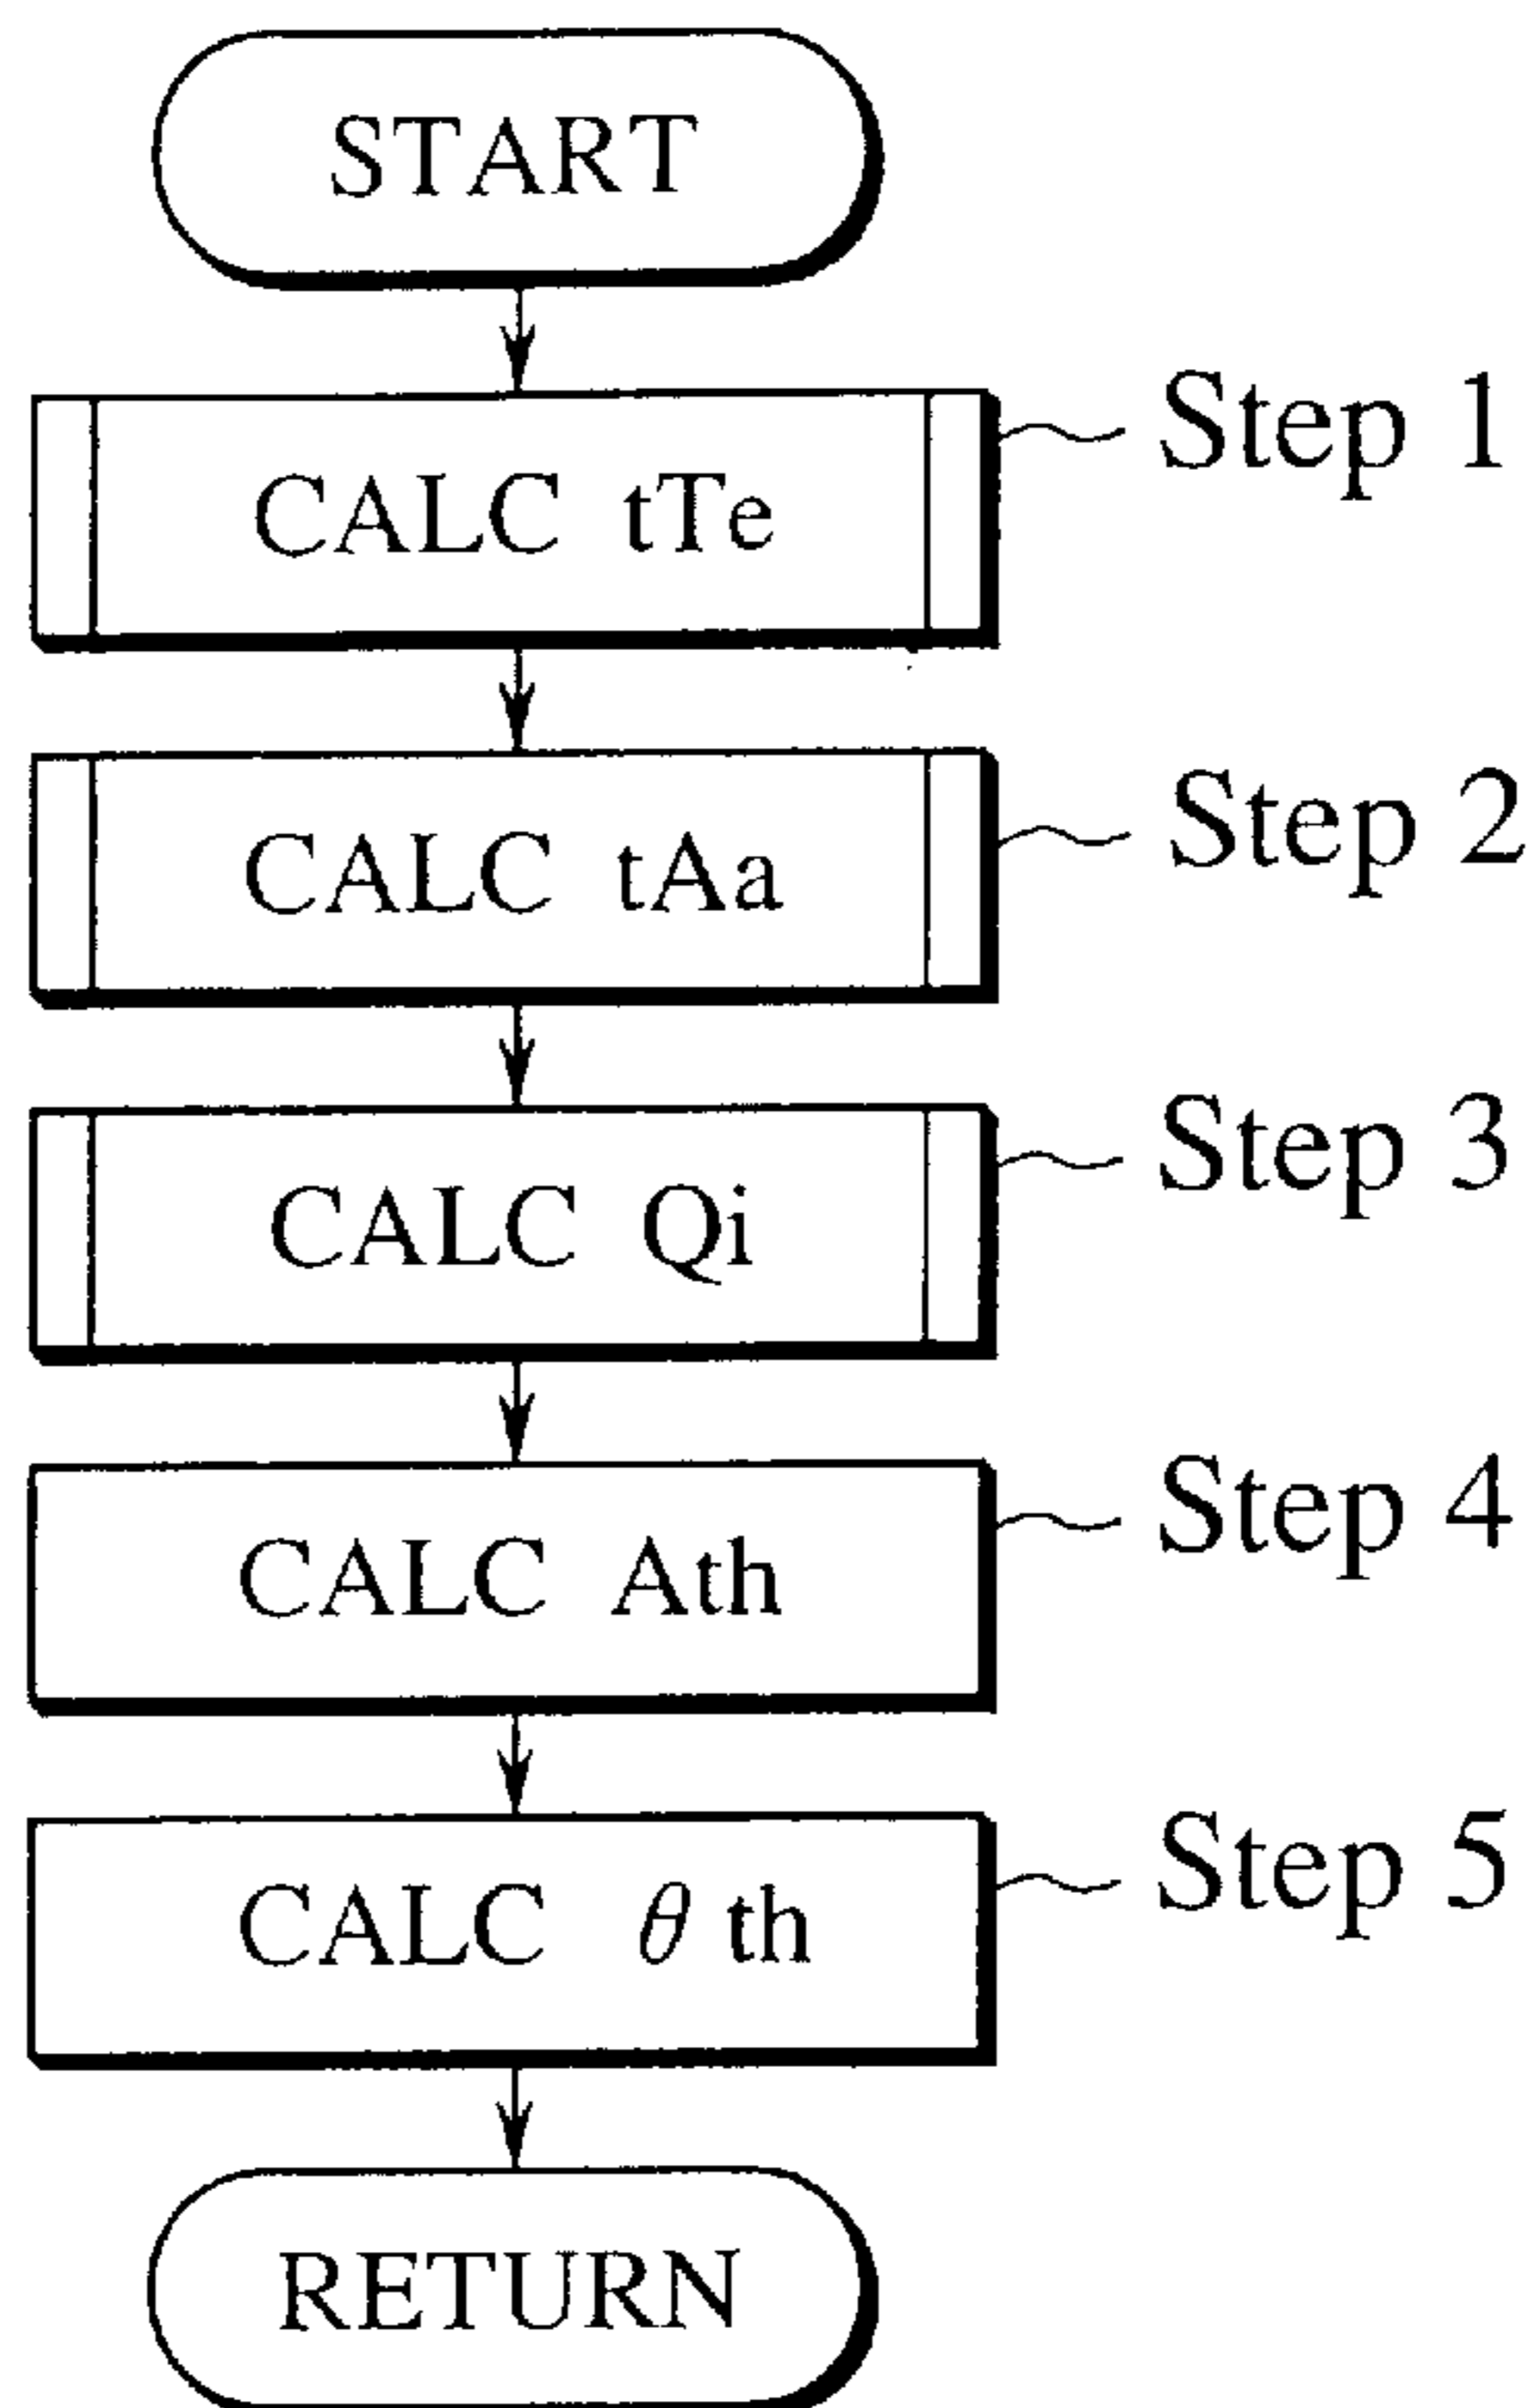 START
Step 1
CALC tTe
Step 2
CALC tAa
Step 3
CALC Qi
Step 4
CALC Ath
Step 5
CALC θ th
RETURN